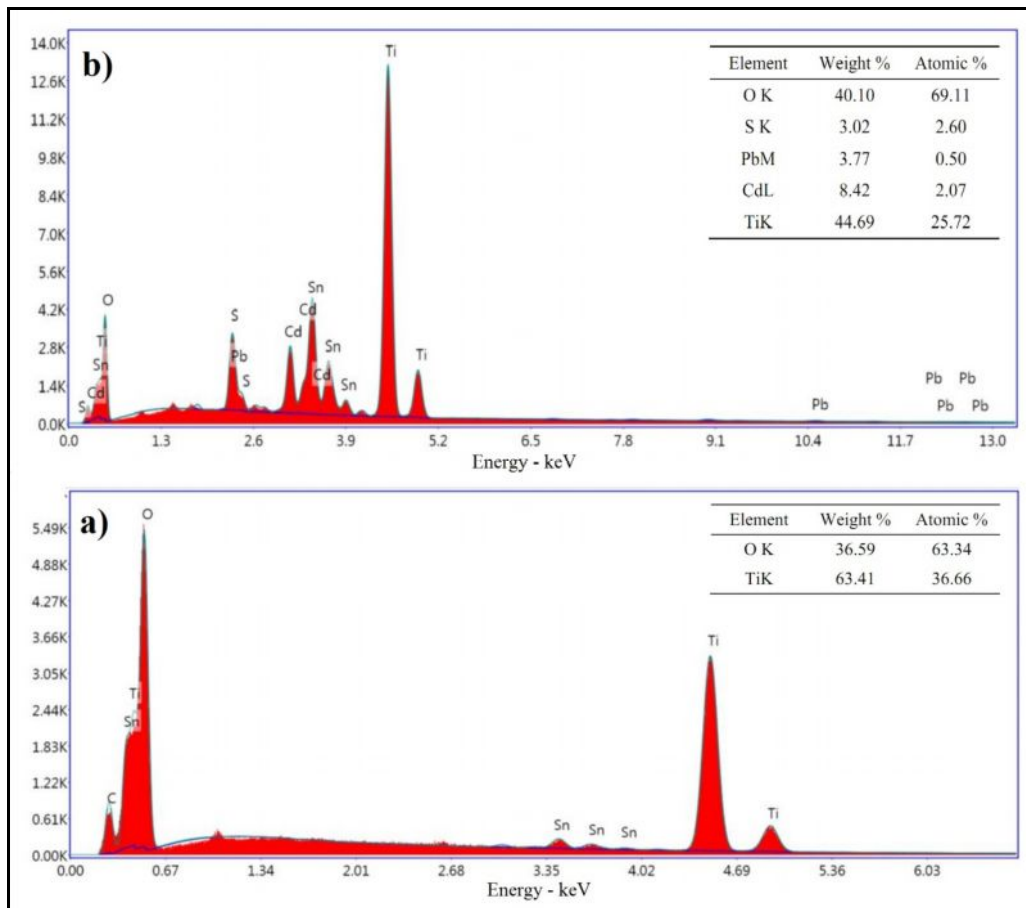 b)
14.0K
12.6K
11.2K
9.8K
8.4K
7.0K
5.6K
4.2K
2.8K
1.4K
0.0K
Ti
O
Ti
Sn
Cd
S
S
Pb
S
Cd
Cd
Sn
Cd
Sn
Sn
Ti
Pb
Pb Pb
Pb Pb
0.0 1.3 2.6 3.9 5.2 6.5 7.8 9.1 10.4 11.7 13.0
Energy - keV
Element Weight % Atomic %
O K 40.10 69.11
S K 3.02 2.60
PbM 3.77 0.50
CdL 8.42 2.07
TiK 44.69 25.72
a)
5.49K
4.88K
4.27K
3.66K
3.05K
2.44K
1.83K
1.22K
0.61K
0.00K
O
Ti
Sn
C
Sn Sn Sn
Ti
Ti
0.00 0.67 1.34 2.01 2.68 3.35 4.02 4.69 5.36 6.03
Energy - keV
Element Weight % Atomic %
O K 36.59 63.34
TiK 63.41 36.66